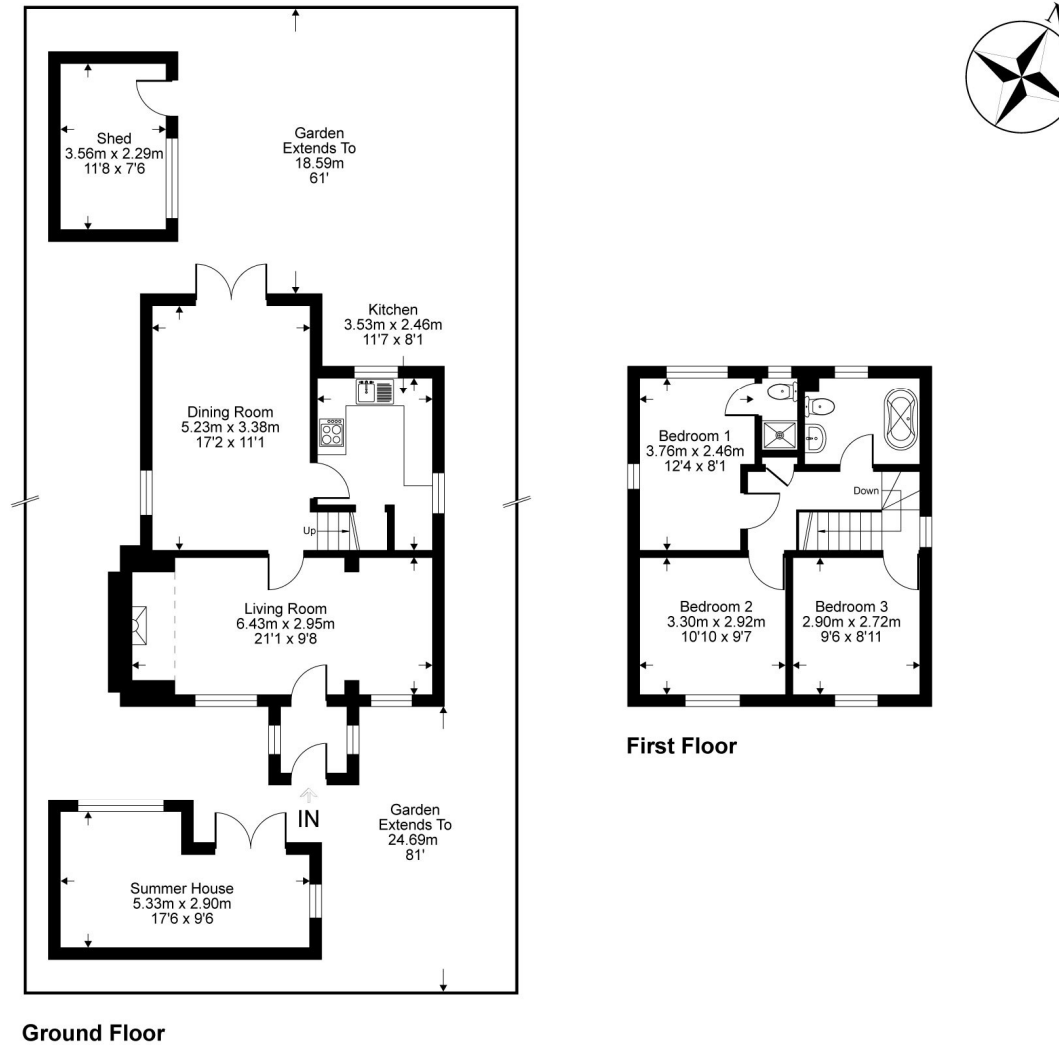 N
Shed
3.56m x 2.29m
11'8 x 7'6
Garden
Extends To
18.59m
61'
Kitchen
3.53m x 2.46m
11'7 x 8'1
Dining Room
5.23m x 3.38m
17'2 x 11'1
Up
Living Room
6.43m x 2.95m
21'1 x 9'8
IN
Garden
Extends To
24.69m
81'
Summer House
5.33m x 2.90m
17'6 x 9'6
Ground Floor
Bedroom 1
3.76m x 2.46m
12'4 x 8'1
Down
Bedroom 2
3.30m x 2.92m
10'10 x 9'7
Bedroom 3
2.90m x 2.72m
9'6 x 8'11
First Floor